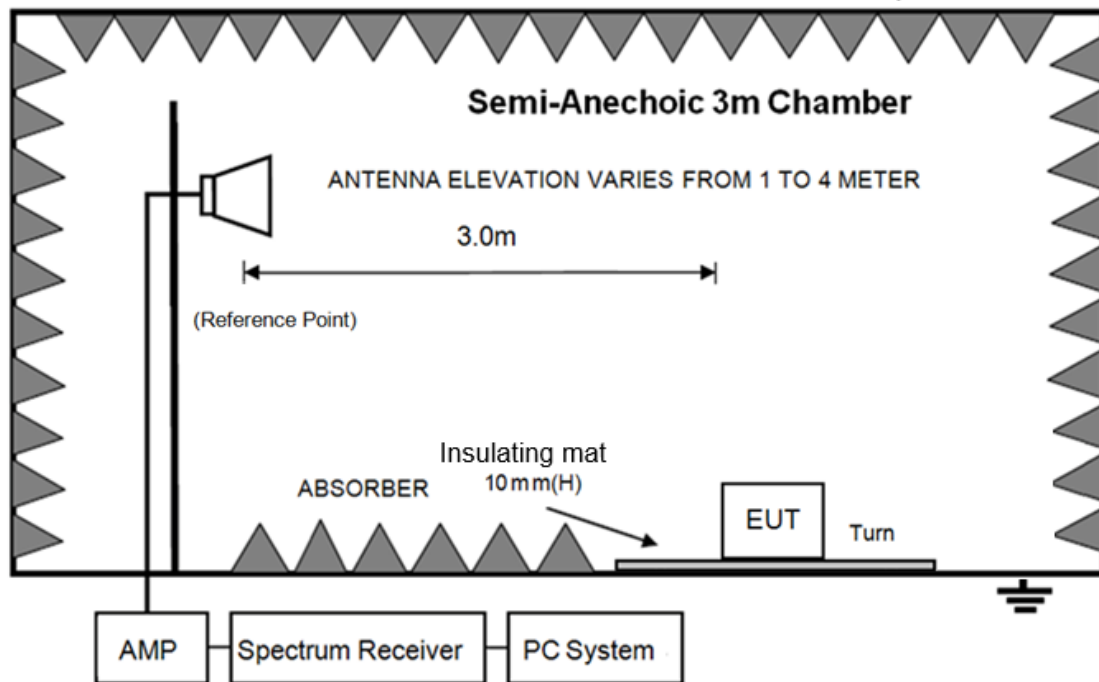 Semi-Anechoic 3m Chamber
ANTENNA ELEVATION VARIES FROM 1 TO 4 METER
3.0m
(Reference Point)
Insulating mat
10mm(H)
ABSORBER
EUT
Turn
AMP
Spectrum Receiver
PC System